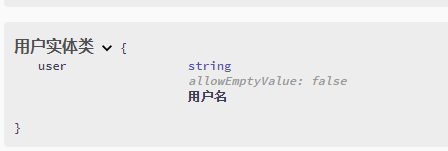 用户实体类 {
user string
allowEmptyValue: false
用户名
}